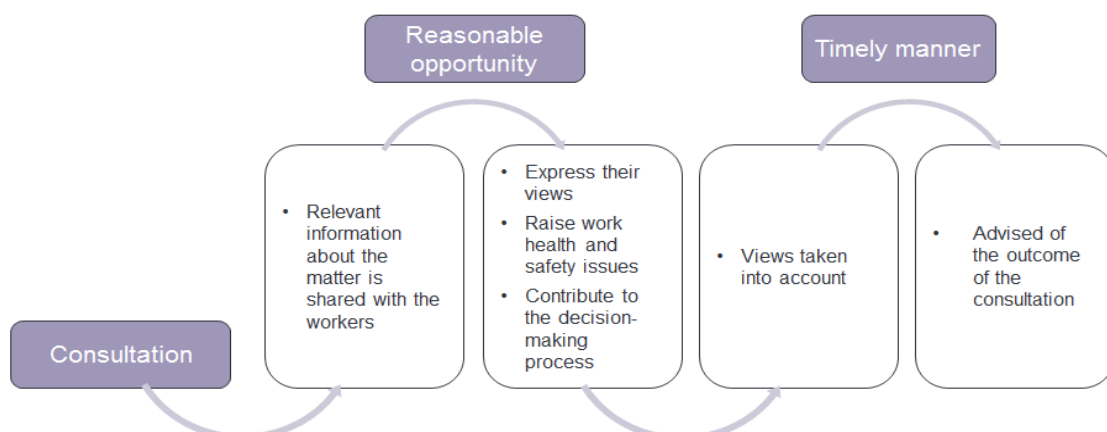 Reasonable
opportunity
Timely manner
Consultation
• Relevant
information
about the
matter is
shared with the
workers
• Express their
views
• Raise work
health and
safety issues
• Contribute to
the decision-
making
process
• Views taken
into account
• Advised of
the outcome
of the
consultation